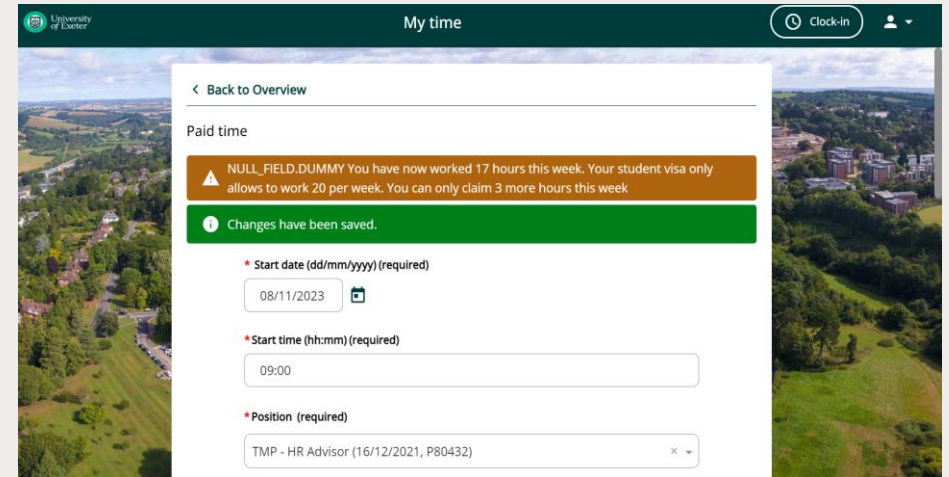 University
of Exeter
My time
Clock-in
Back to Overview
Paid time
NULL_FIELD.DUMMY You have now worked 17 hours this week. Your student visa only
allows to work 20 per week. You can only claim 3 more hours this week
Changes have been saved.
* Start date (dd/mm/yyyy) (required)
08/11/2023
* Start time (hh:mm) (required)
09:00
* Position (required)
TMP - HR Advisor (16/12/2021, P80432)